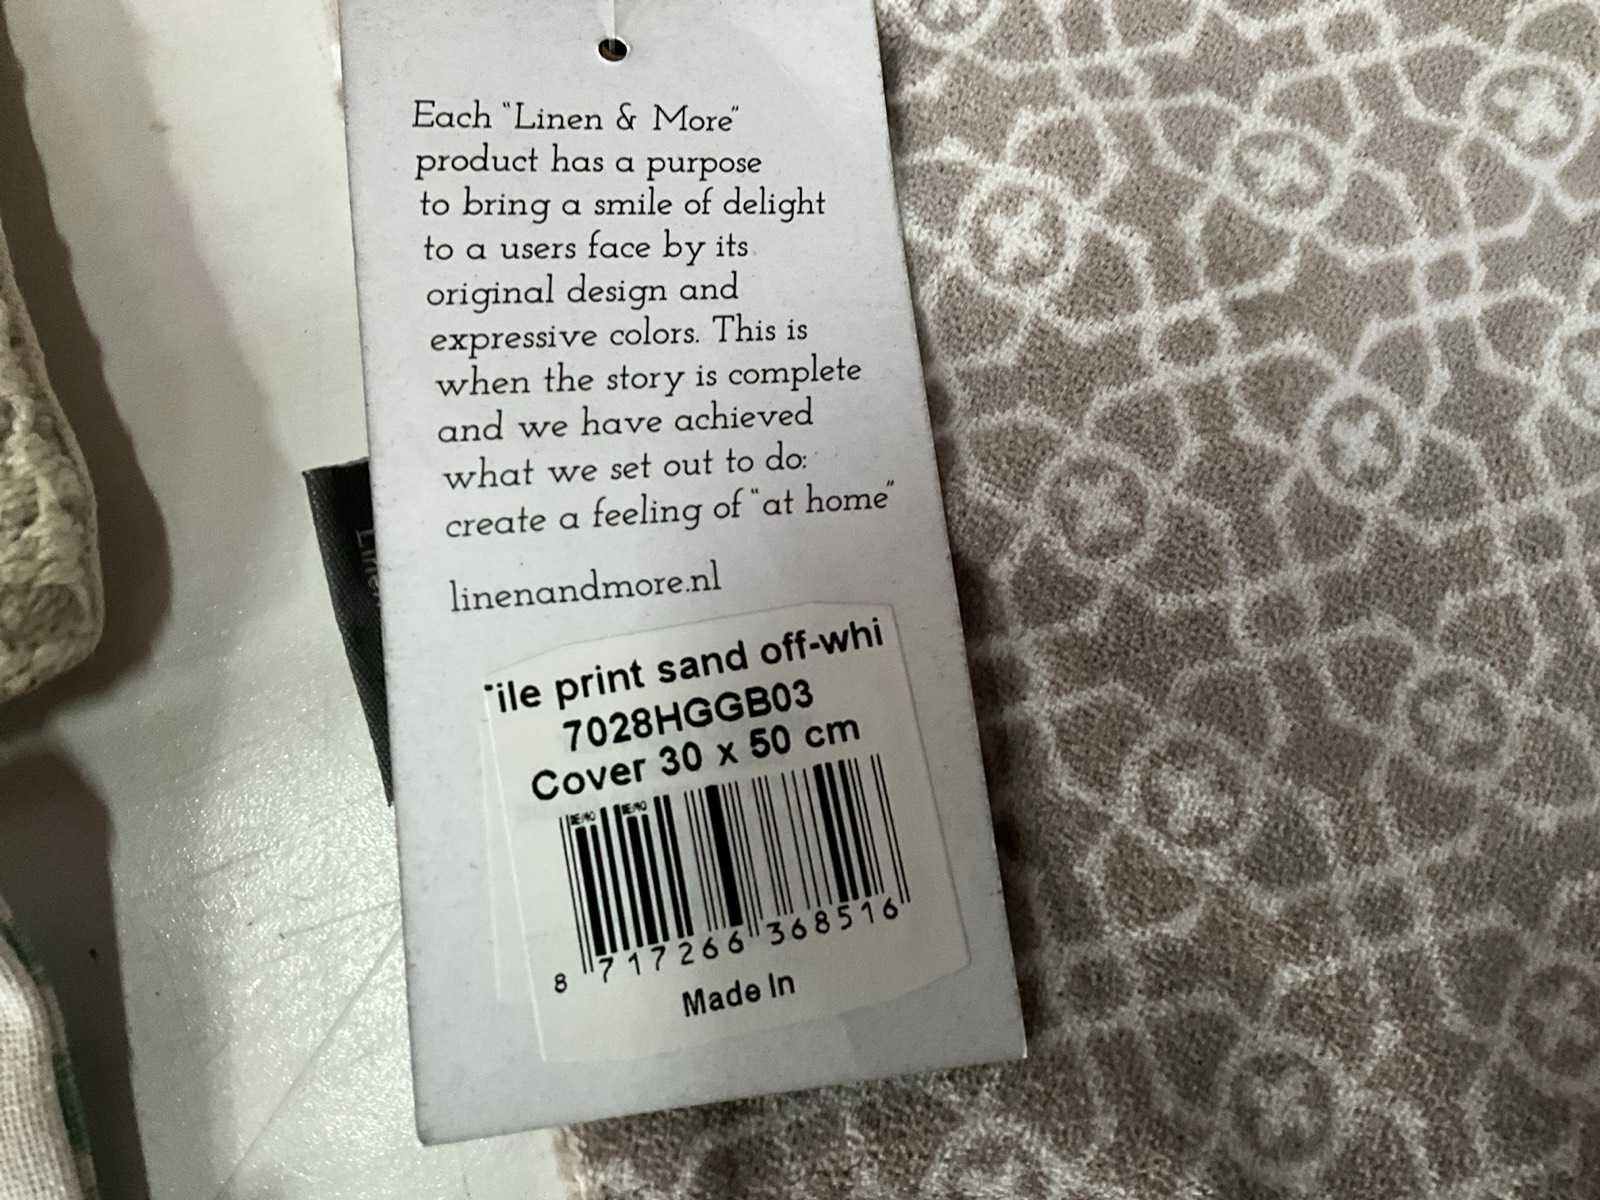 Each "Linen & More"
product has a purpose
to bring a smile of delight
to a users face by its
original design and
expressive colors. This is
when the story is complete
and we have achieved
what we set out to do:
create a feeling of "at home"
linenandmore.nl
ile print sand off-whi
7028HGGB03
Cover 30 x 50 cm
8 717266 368516
Made In
Linen